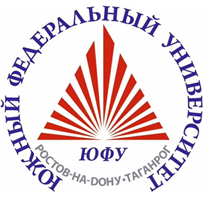 ЮЖНЫЙ ФЕДЕРАЛЬНЫЙ УНИВЕРСИТЕТ
ЮФУ
РОСТОВ-НА-ДОНУ•ТАГАНРОГ